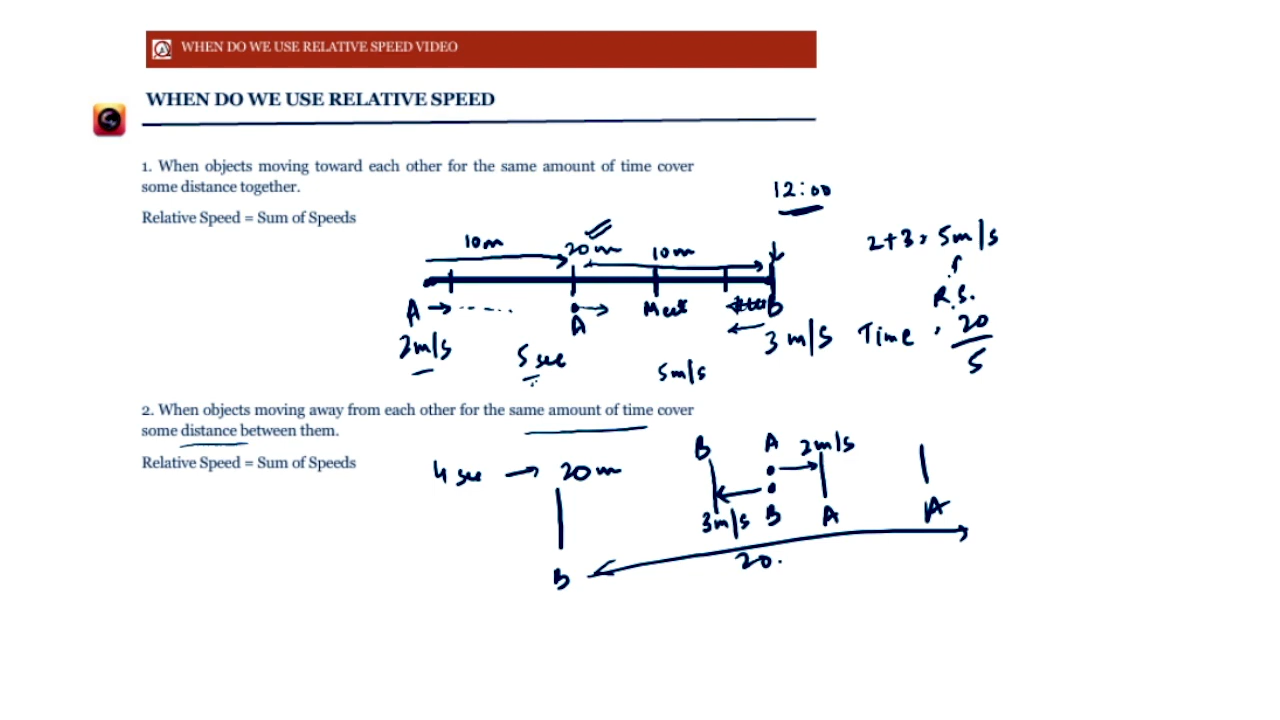 WHEN DO WE USE RELATIVE SPEED VIDEO
WHEN DO WE USE RELATIVE SPEED
1. When objects moving toward each other for the same amount of time cover
some distance together.
Relative Speed = Sum of Speeds
12:00
10m 20m 10m
2+3 = 5m/s
R.S.
A A Meet B
2m/s 5 sec 5m/s 3 m/s Time = 20/5
2. When objects moving away from each other for the same amount of time cover
some distance between them.
Relative Speed = Sum of Speeds
4 sec → 20m
B A 2m/s
3m/s B A A
B 20.